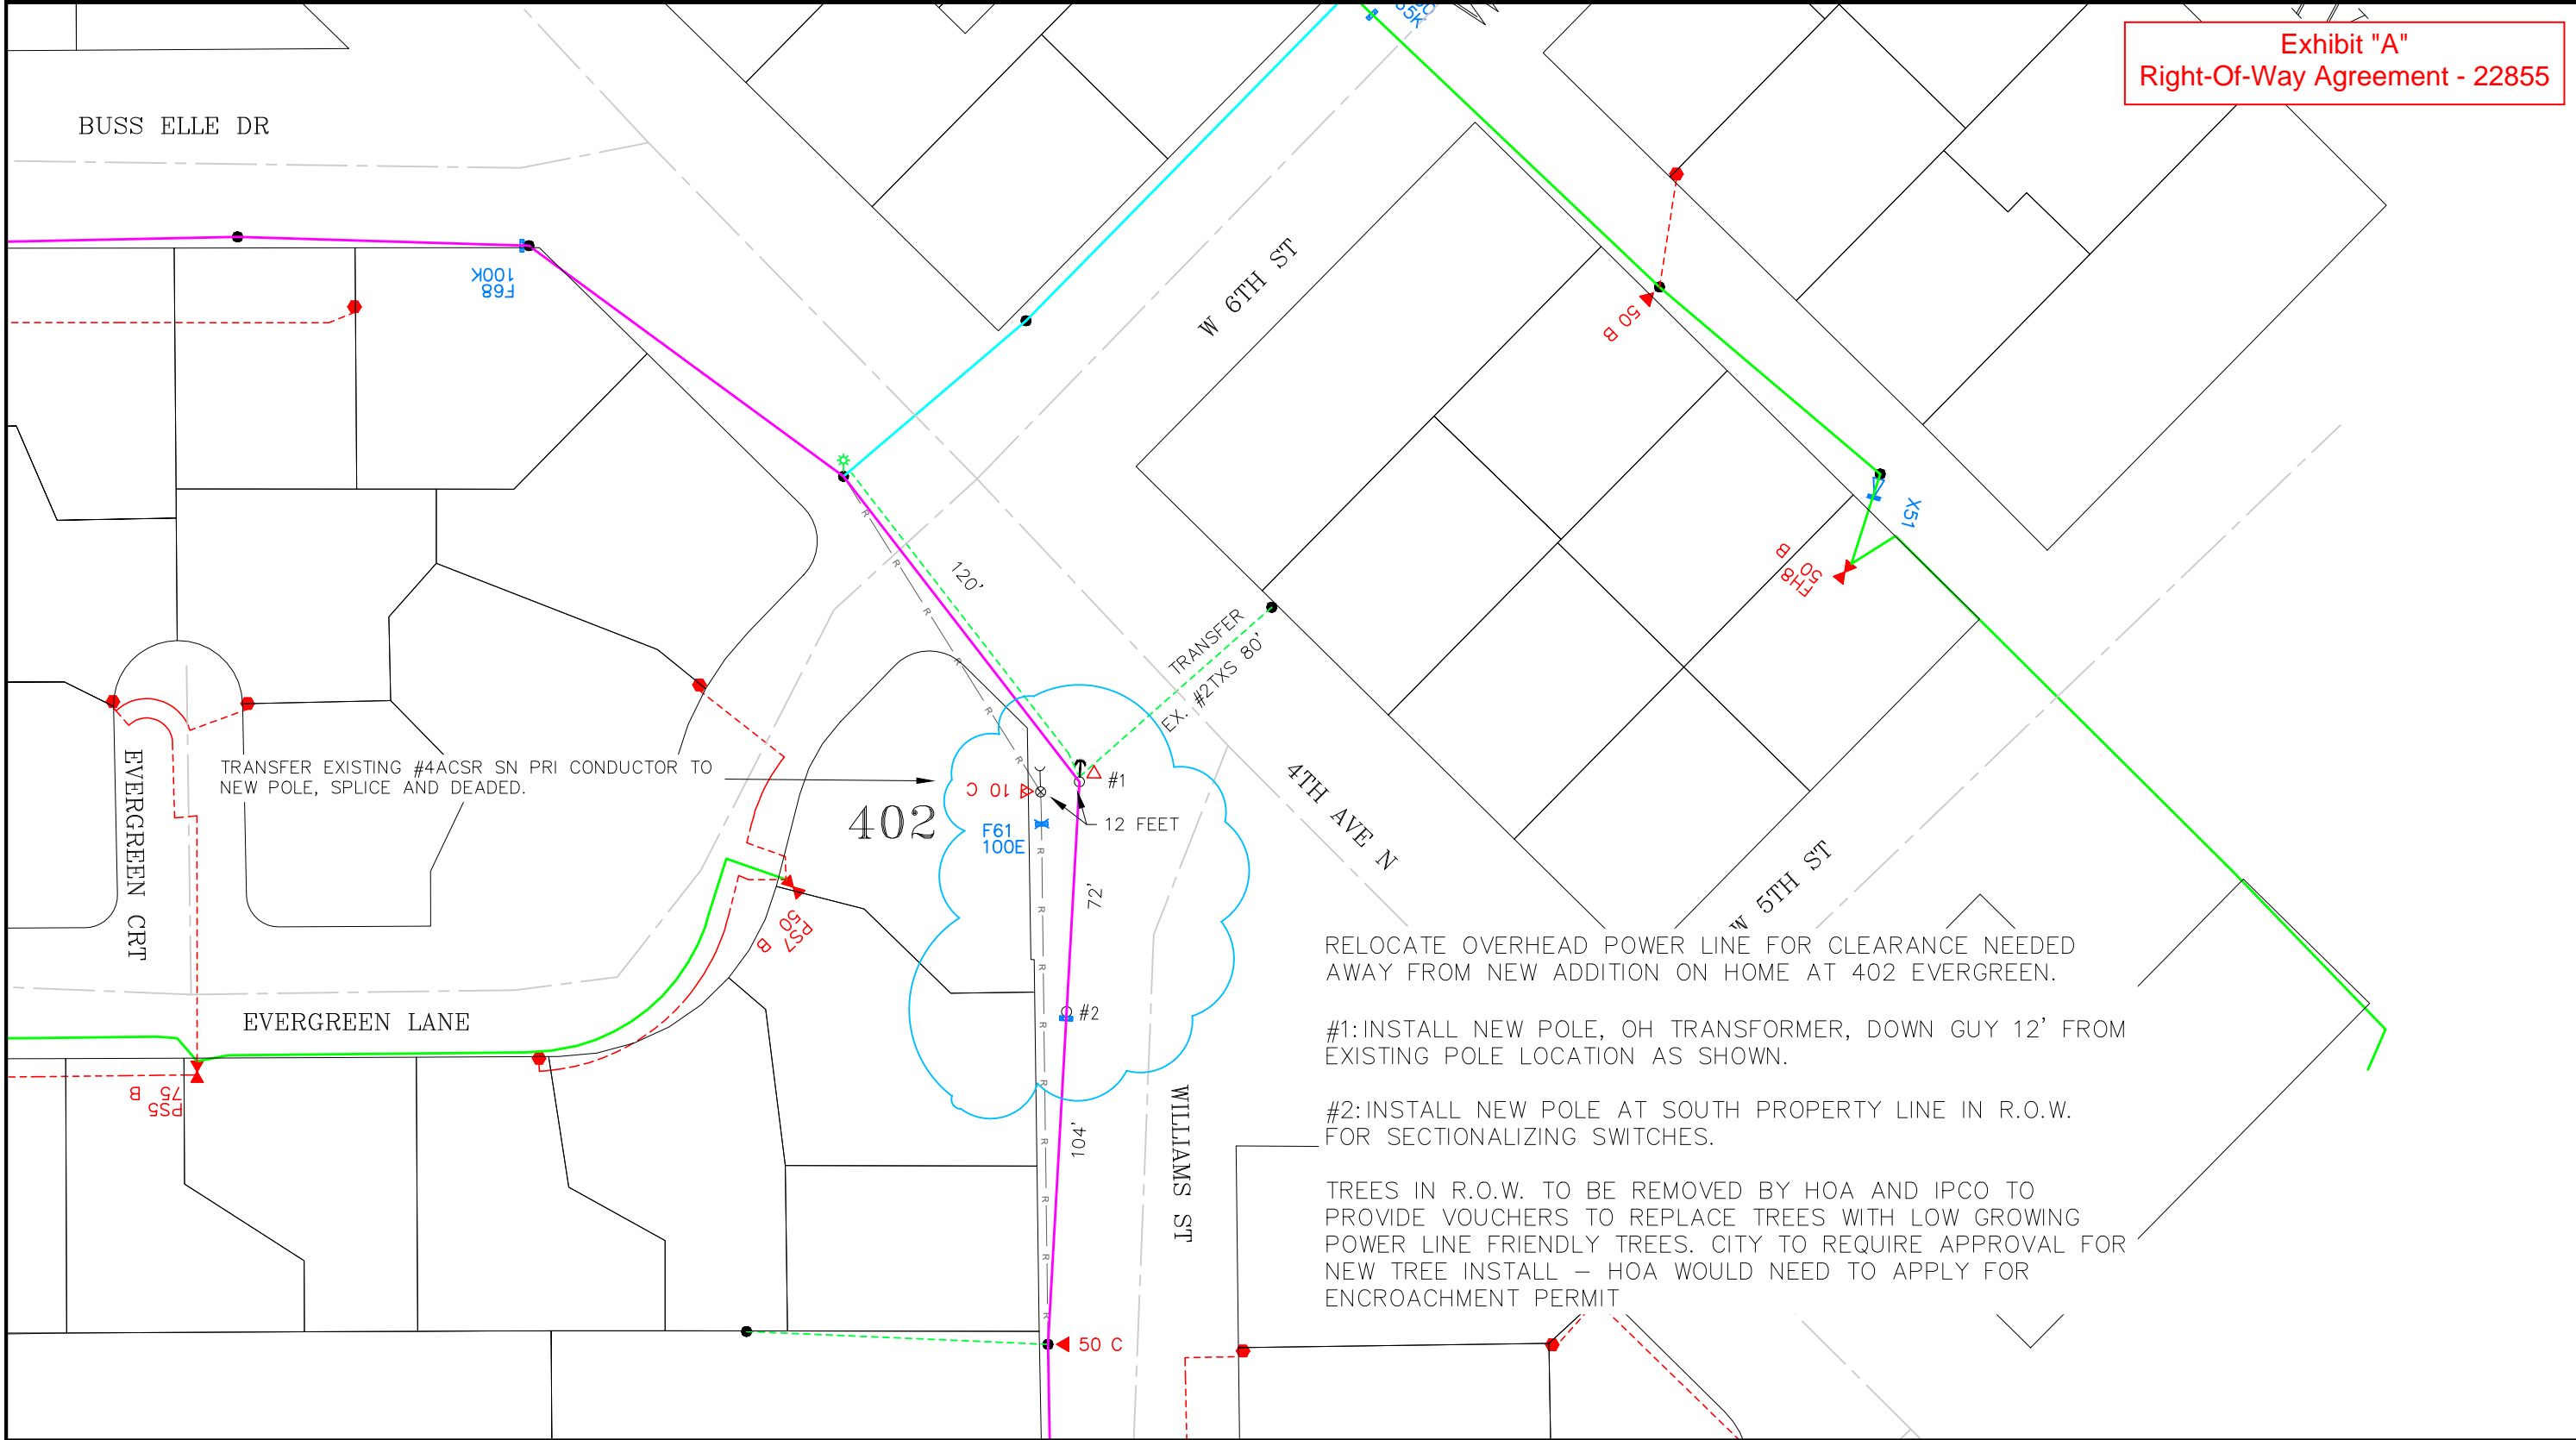 Exhibit "A"
Right-Of-Way Agreement - 22855
BUSS ELLE DR
F68
100K
W 6TH ST
50 B
X51
FH8
50
B
120'
TRANSFER
EX. #2TXS 80'
TRANSFER EXISTING #4ACSR SN PRI CONDUCTOR TO
NEW POLE, SPLICE AND DEADED.
402
10 C
#1
12 FEET
F61
100E
72'
4TH AVE N
W 5TH ST
EVERGREEN CRT
PS7
50
B
#2
EVERGREEN LANE
PS5
75 B
104'
WILLIAMS ST
50 C
R R R R R R
R R R R R R R R
RELOCATE OVERHEAD POWER LINE FOR CLEARANCE NEEDED
AWAY FROM NEW ADDITION ON HOME AT 402 EVERGREEN.
#1:INSTALL NEW POLE, OH TRANSFORMER, DOWN GUY 12' FROM
EXISTING POLE LOCATION AS SHOWN.
#2:INSTALL NEW POLE AT SOUTH PROPERTY LINE IN R.O.W.
FOR SECTIONALIZING SWITCHES.
TREES IN R.O.W. TO BE REMOVED BY HOA AND IPCO TO
PROVIDE VOUCHERS TO REPLACE TREES WITH LOW GROWING
POWER LINE FRIENDLY TREES. CITY TO REQUIRE APPROVAL FOR
NEW TREE INSTALL – HOA WOULD NEED TO APPLY FOR
ENCROACHMENT PERMIT